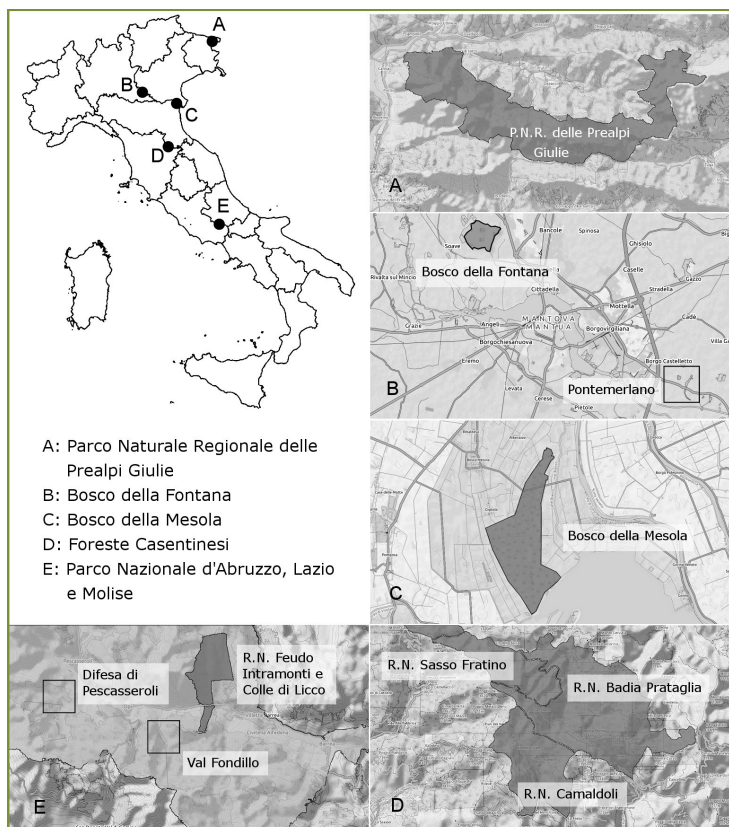 A
B
C
D
E
A: Parco Naturale Regionale delle
Prealpi Giulie
B: Bosco della Fontana
C: Bosco della Mesola
D: Foreste Casentinesi
E: Parco Nazionale d'Abruzzo, Lazio
e Molise
P.N.R. delle Prealpi
Giulie
A
Soave
Bancole
Spinosa
Ghisiolo
Bosco della Fontana
Rivalta sul Mincio
Cittadella
Caselle
Gazzo
Stradella
Mottella
MANTOVA
MANTUA
Grazie
Angeli
Borgovirgiliana
Cadè
Borgochiesanuova
Villa
Eremo
Borgo Castelletto
Levata
Cerese
Pietole
Pontemerlano
B
Bosco della Mesola
C
Difesa di
Pescasseroli
R.N. Feudo
Intramonti e
Colle di Licco
Val Fondillo
E
R.N. Sasso Fratino
R.N. Badia Prataglia
R.N. Camaldoli
D